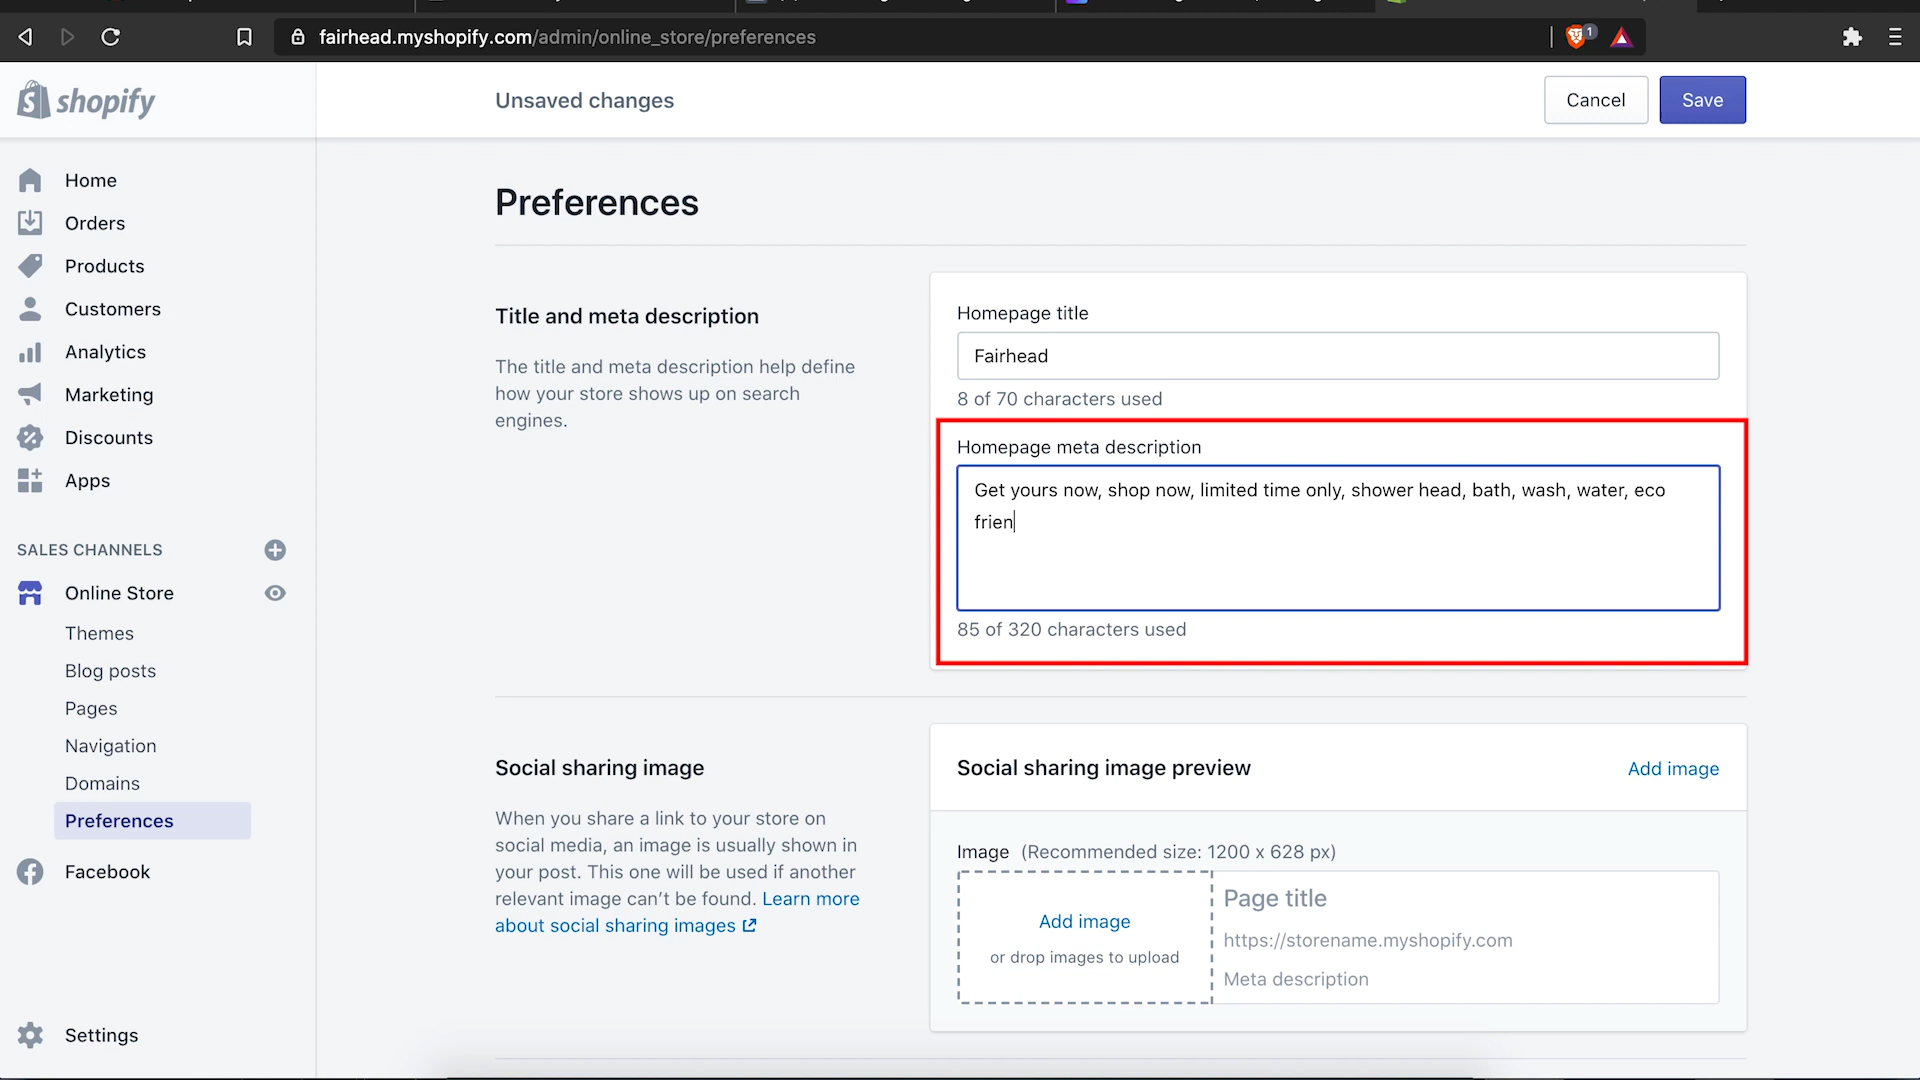 fairhead.myshopify.com/admin/online_store/preferences
1
shopify
Unsaved changes
Cancel
Save
Home
Orders
Products
Customers
Analytics
Marketing
Discounts
Apps
SALES CHANNELS
Online Store
Themes
Blog posts
Pages
Navigation
Domains
Preferences
Facebook
Settings
Preferences
Title and meta description
The title and meta description help define
how your store shows up on search
engines.
Homepage title
Fairhead
8 of 70 characters used
Homepage meta description
Get yours now, shop now, limited time only, shower head, bath, wash, water, eco
frien
85 of 320 characters used
Social sharing image
When you share a link to your store on
social media, an image is usually shown in
your post. This one will be used if another
relevant image can’t be found. Learn more
about social sharing images
Social sharing image preview
Add image
Image (Recommended size: 1200 x 628 px)
Add image
or drop images to upload
Page title
https://storename.myshopify.com
Meta description